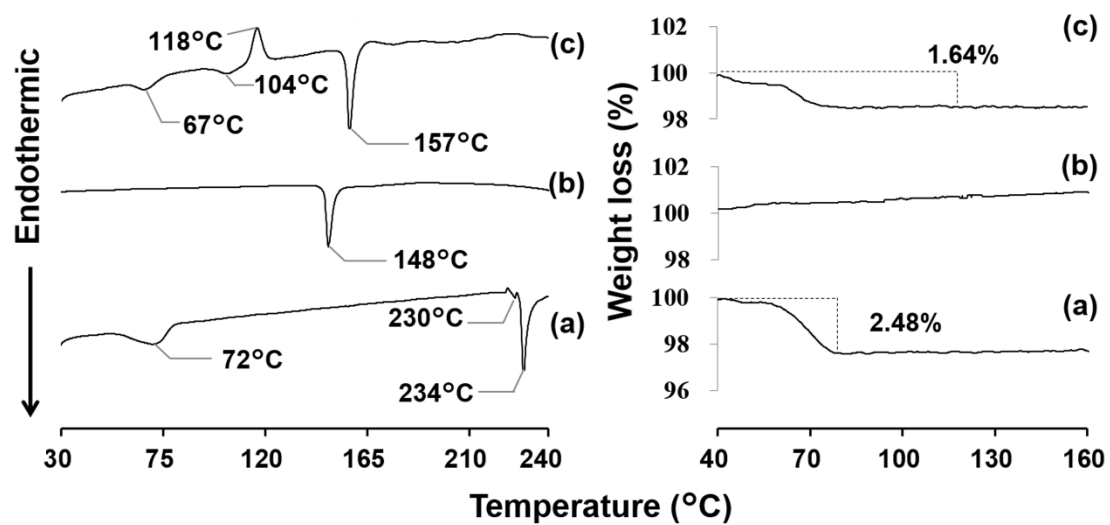 118°C
(c)
104°C
67°C
157°C
(b)
148°C
230°C
(a)
72°C
234°C
Endothermic
30 75 120 165 210 240
102
(c)
1.64%
100
98
102
(b)
100
98
100
(a)
2.48%
98
96
Weight loss (%)
40 70 100 130 160
Temperature (°C)